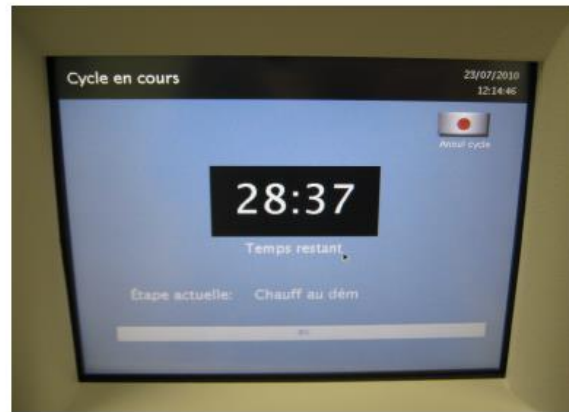 Cycle en cours
23/07/2010
12:14:46
Annul cycle
28:37
Temps restant
Étape actuelle: Chauff au dém